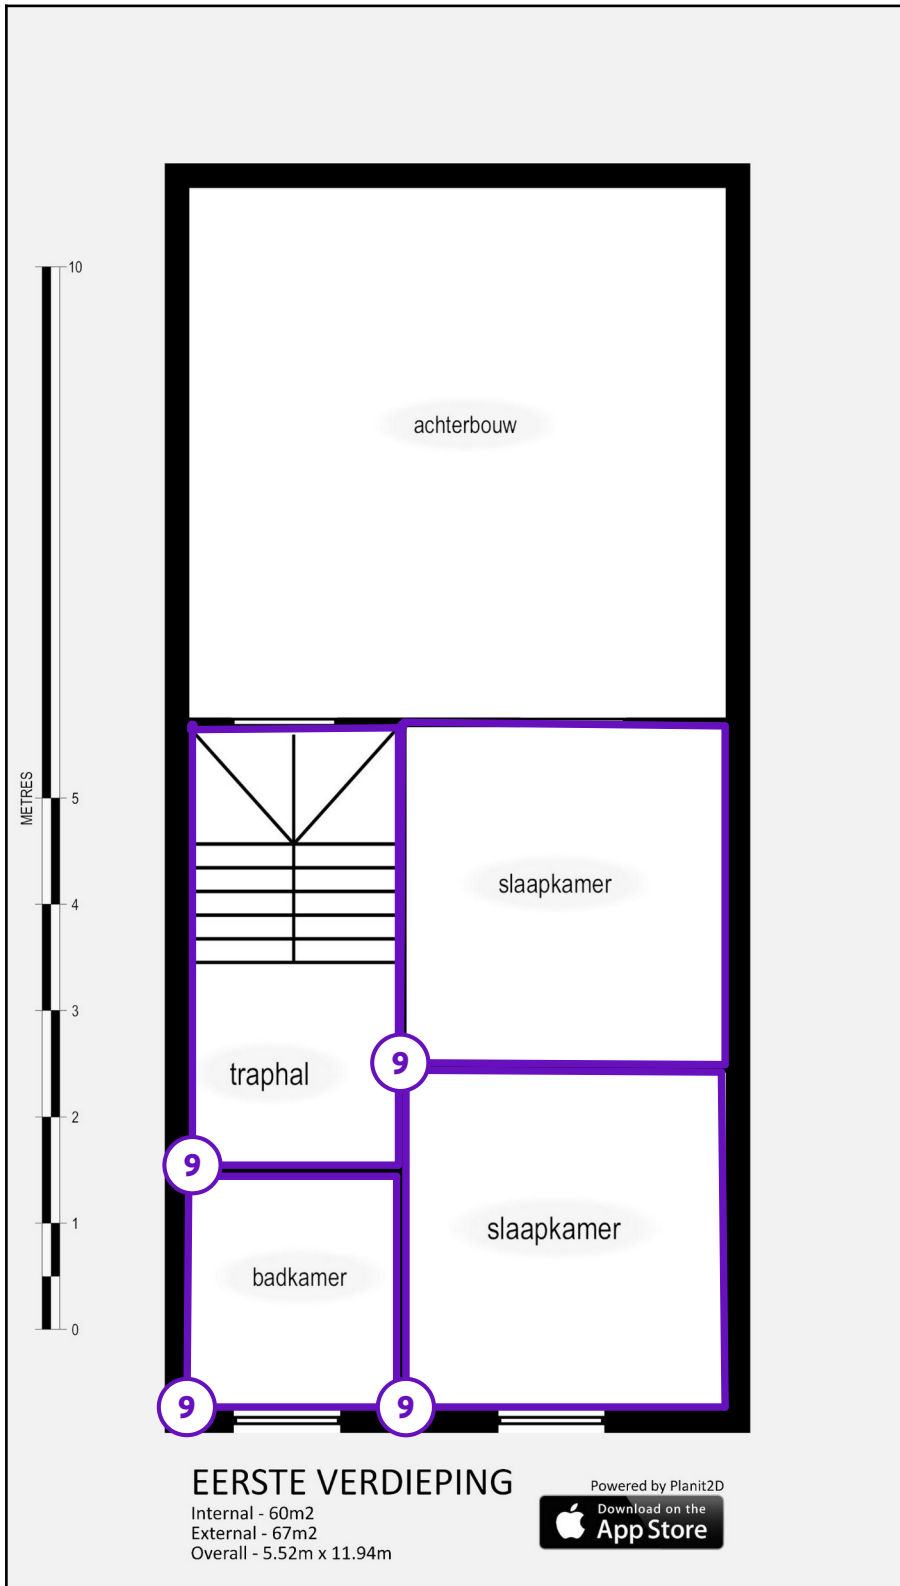 achterbouw
10
METRES
5
4
3
2
1
0
slaapkamer
9
traphal
9
slaapkamer
badkamer
9
9
EERSTE VERDIEPING
Internal - 60m2
External - 67m2
Overall - 5.52m x 11.94m
Powered by Planit2D
Download on the
App Store